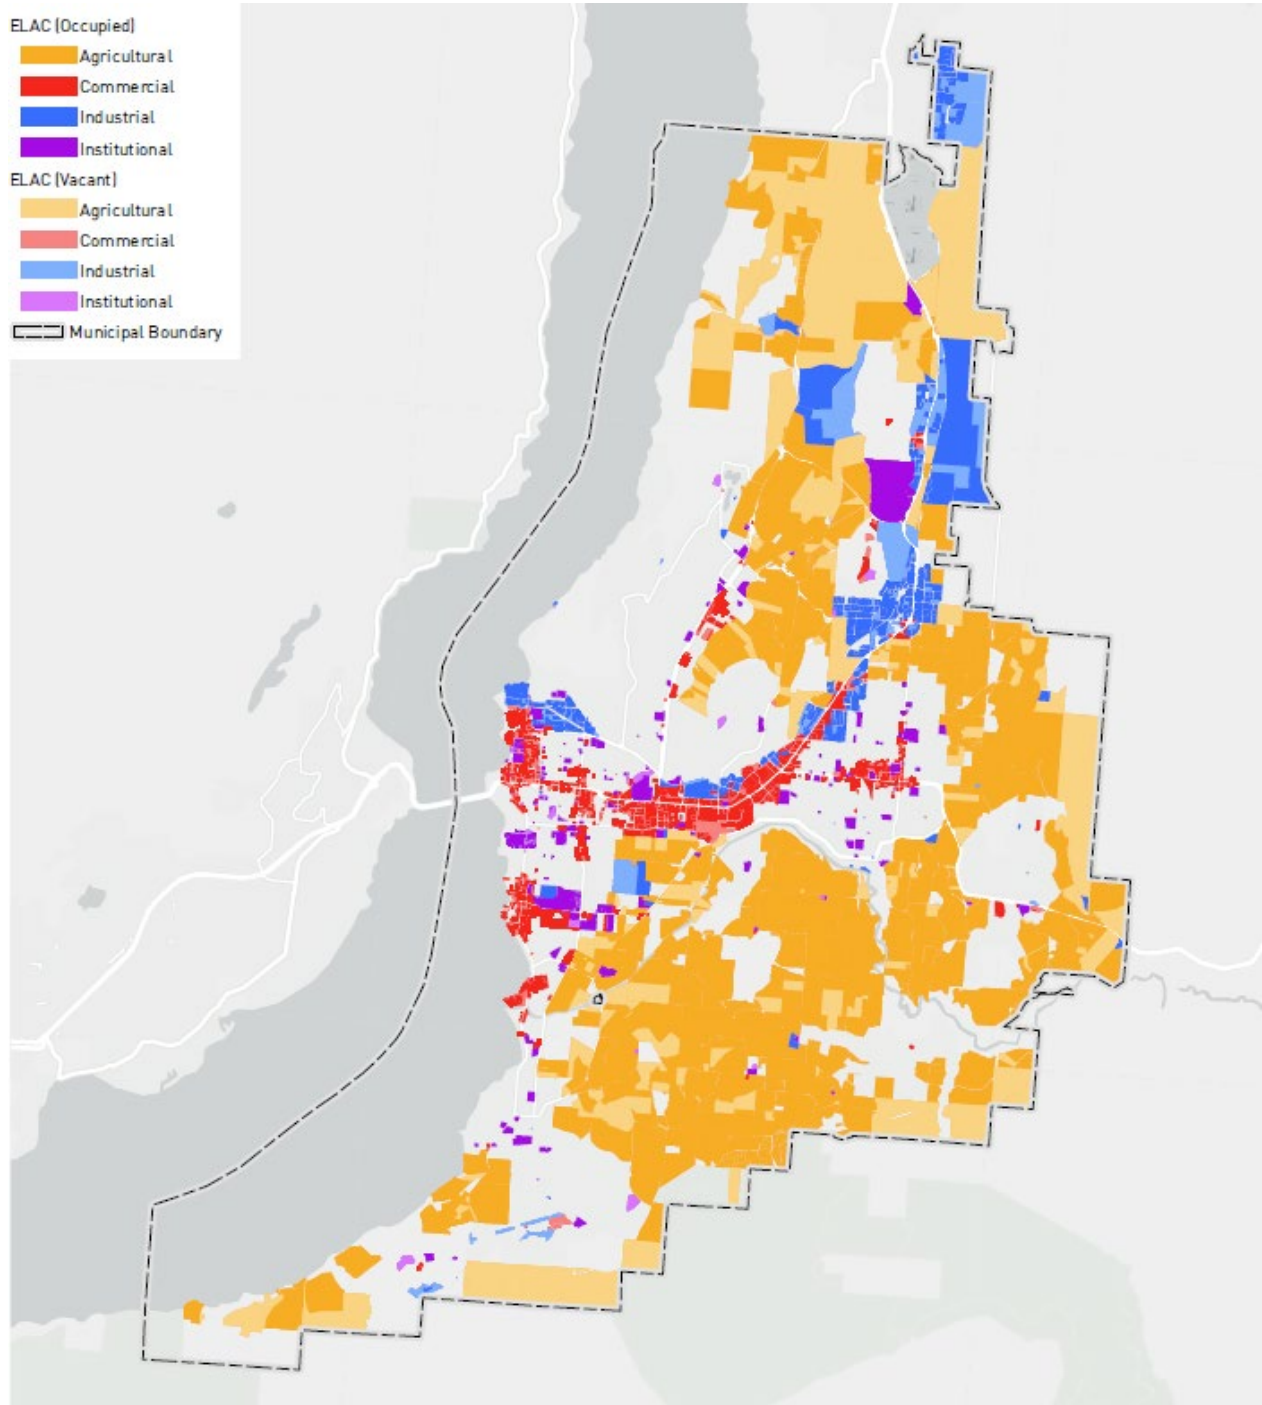 ELAC (Occupied)
Agricultural
Commercial
Industrial
Institutional
ELAC (Vacant)
Agricultural
Commercial
Industrial
Institutional
Municipal Boundary